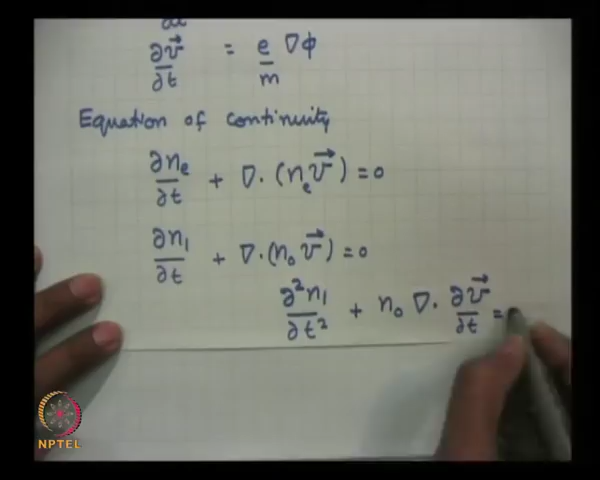 ∂v⃗/∂t = e/m ∇φ
Equation of continuity
∂nₑ/∂t + ∇·(nₑv⃗) = 0
∂n₁/∂t + ∇·(n₀v⃗) = 0
∂²n₁/∂t² + n₀ ∇· ∂v⃗/∂t =
NPTEL